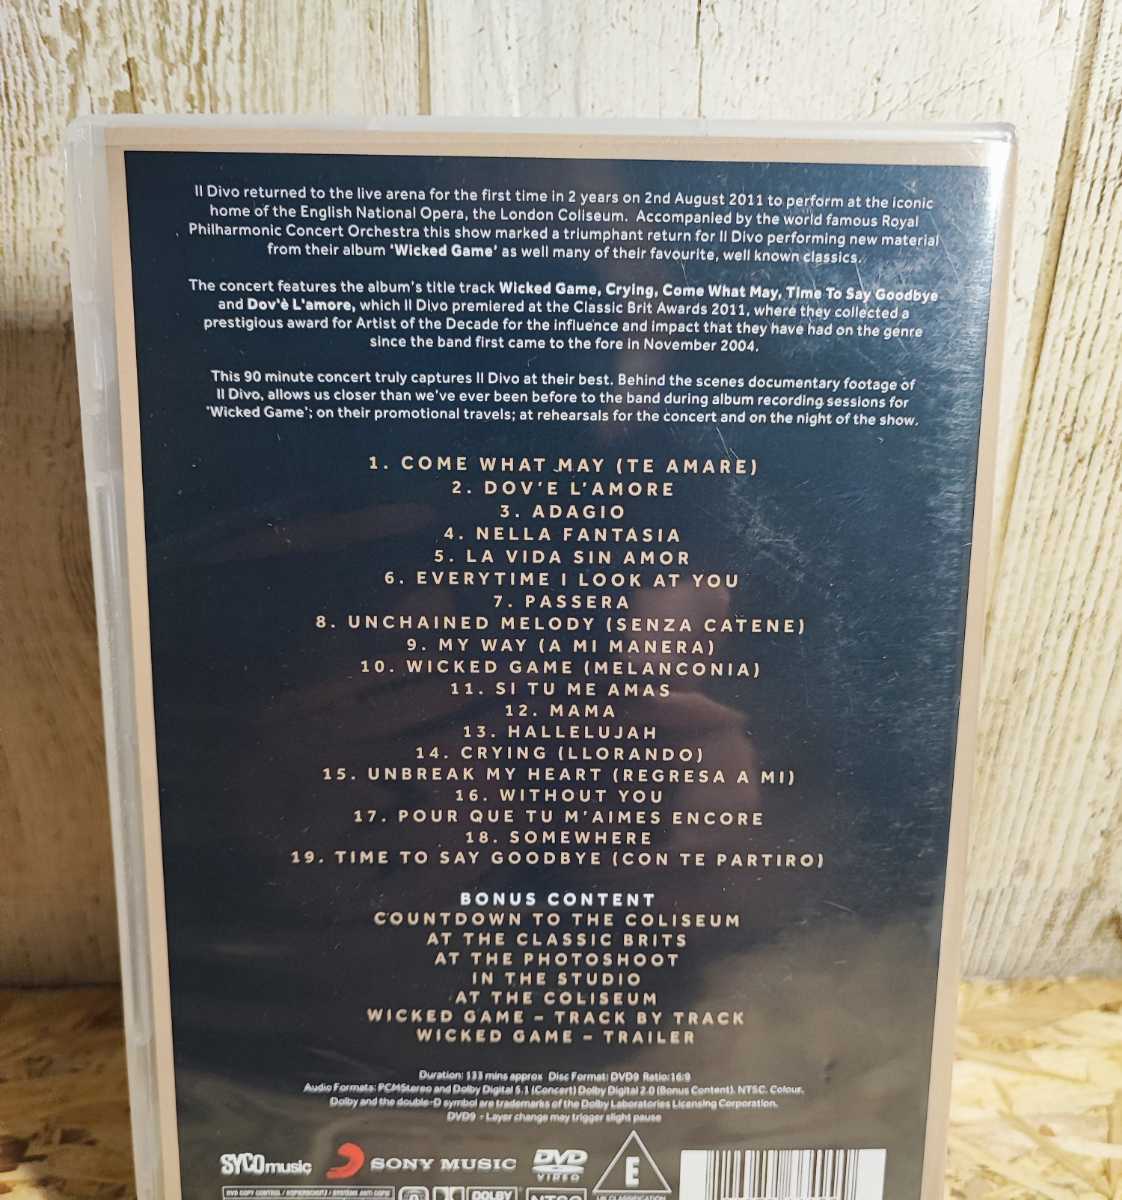 Il Divo returned to the live arena for the first time in 2 years on 2nd August 2011 to perform at the iconic
home of the English National Opera, the London Coliseum. Accompanied by the world famous Royal
Philharmonic Concert Orchestra this show marked a triumphant return for Il Divo performing new material
from their album 'Wicked Game' as well many of their favourite, well known classics.
The concert features the album's title track Wicked Game, Crying, Come What May, Time To Say Goodbye
and Dov'è L'amore, which Il Divo premiered at the Classic Brit Awards 2011, where they collected a
prestigious award for Artist of the Decade for the influence and impact that they have had on the genre
since the band first came to the fore in November 2004.
This 90 minute concert truly captures Il Divo at their best. Behind the scenes documentary footage of
Il Divo, allows us closer than we've ever been before to the band during album recording sessions for
'Wicked Game'; on their promotional travels; at rehearsals for the concert and on the night of the show.
1. COME WHAT MAY (TE AMARE)
2. DOV'E L'AMORE
3. ADAGIO
4. NELLA FANTASIA
5. LA VIDA SIN AMOR
6. EVERYTIME I LOOK AT YOU
7. PASSERA
8. UNCHAINED MELODY (SENZA CATENE)
9. MY WAY (A MI MANERA)
10. WICKED GAME (MELANCONIA)
11. SI TU ME AMAS
12. MAMA
13. HALLELUJAH
14. CRYING (LLORANDO)
15. UNBREAK MY HEART (REGRESA A MI)
16. WITHOUT YOU
17. POUR QUE TU M'AIMES ENCORE
18. SOMEWHERE
19. TIME TO SAY GOODBYE (CON TE PARTIRO)
BONUS CONTENT
COUNTDOWN TO THE COLISEUM
AT THE CLASSIC BRITS
AT THE PHOTOSHOOT
IN THE STUDIO
AT THE COLISEUM
WICKED GAME - TRACK BY TRACK
WICKED GAME - TRAILER
Duration: 133 mins approx Disc Format: DVD9 Ratio:16:9
Audio Formats: PCMStereo and Dolby Digital 5.1 (Concert) Dolby Digital 2.0 (Bonus Content). NTSC. Colour.
Dolby and the double-D symbol are trademarks of the Dolby Laboratories Licensing Corporation.
DVD9 - Layer change may trigger slight pause
SYCOmusic SONY MUSIC DVD VIDEO E
DVD COPY CONTROL DOLBY NTSC